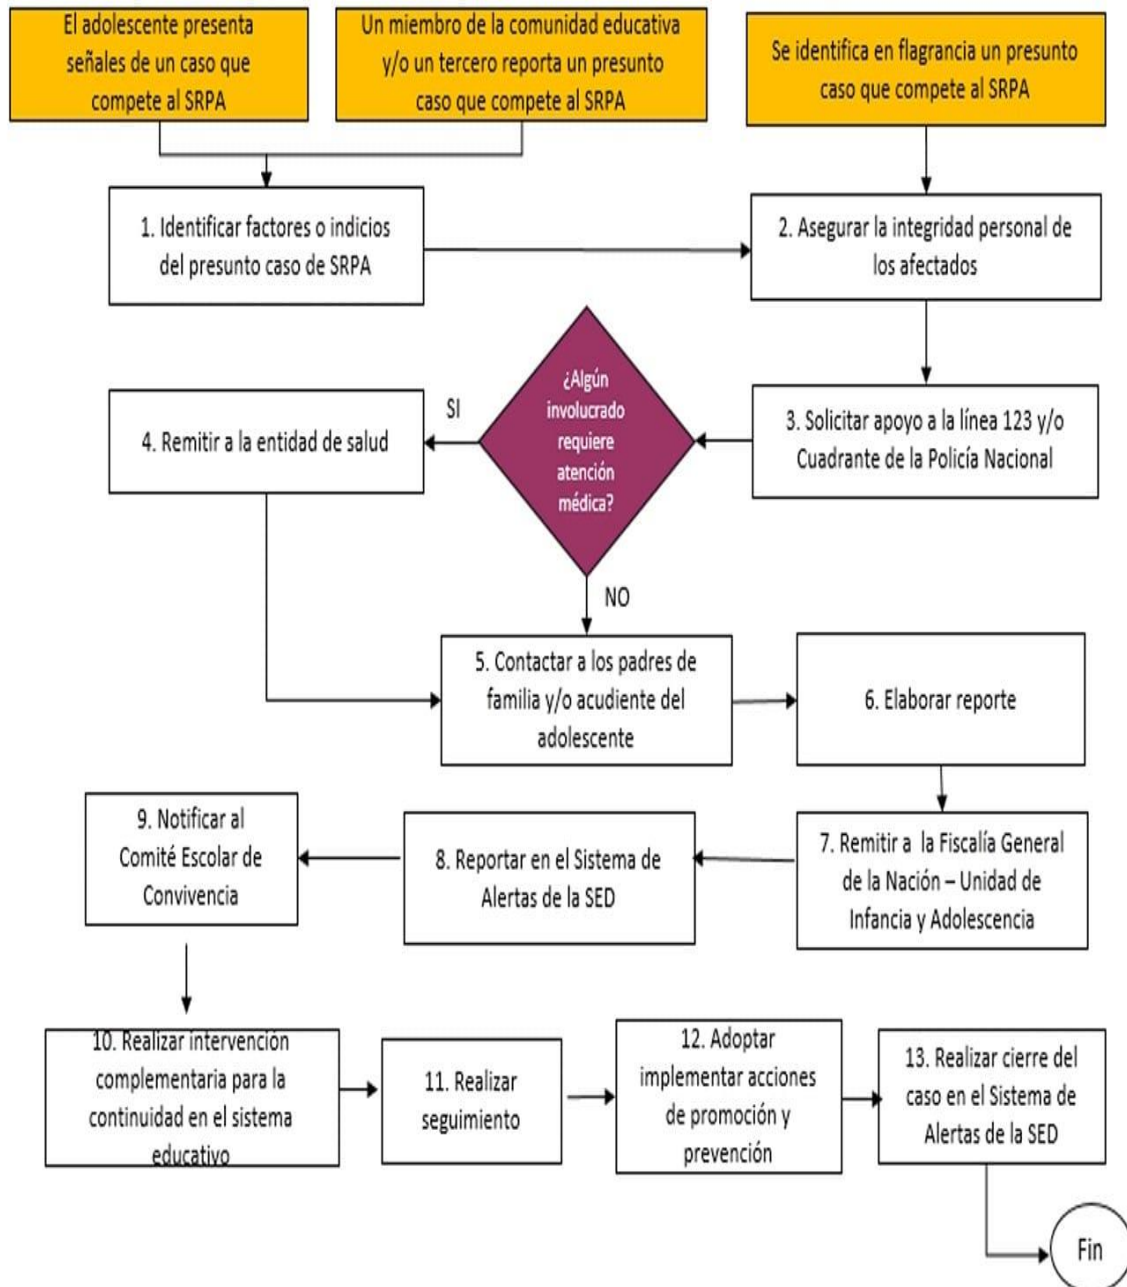 El adolescente presenta
señales de un caso que
compete al SRPA
Un miembro de la comunidad educativa
y/o un tercero reporta un presunto
caso que compete al SRPA
Se identifica en flagrancia un presunto
caso que compete al SRPA
1. Identificar factores o indicios
del presunto caso de SRPA
2. Asegurar la integridad personal de
los afectados
3. Solicitar apoyo a la línea 123 y/o
Cuadrante de la Policía Nacional
¿Algún
involucrado
requiere
atención
médica?
SI
4. Remitir a la entidad de salud
NO
5. Contactar a los padres de
familia y/o acudiente del
adolescente
6. Elaborar reporte
7. Remitir a la Fiscalía General
de la Nación – Unidad de
Infancia y Adolescencia
8. Reportar en el Sistema de
Alertas de la SED
9. Notificar al
Comité Escolar de
Convivencia
10. Realizar intervención
complementaria para la
continuidad en el sistema
educativo
11. Realizar
seguimiento
12. Adoptar
implementar acciones
de promoción y
prevención
13. Realizar cierre del
caso en el Sistema de
Alertas de la SED
Fin